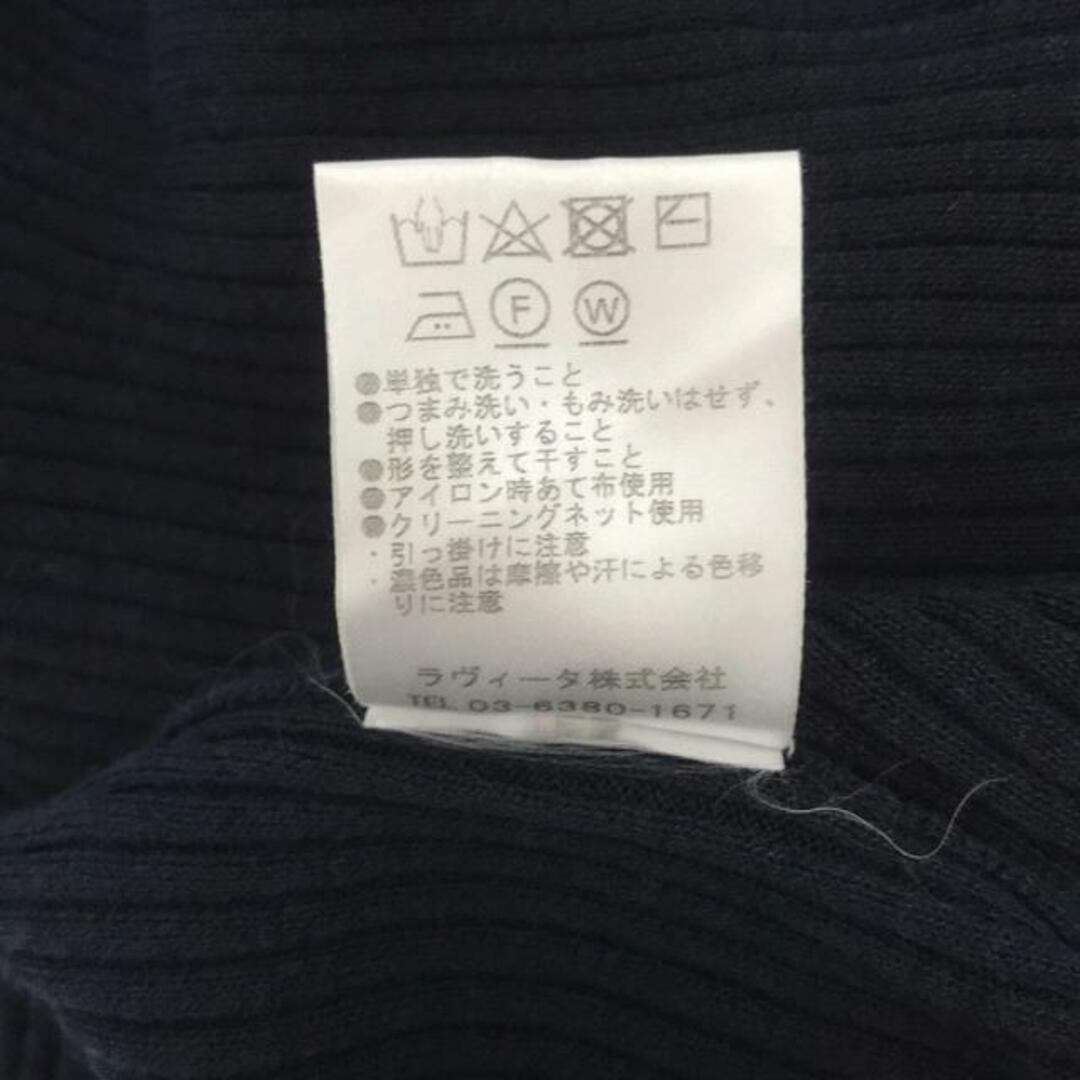 F W
●単独で洗うこと
●つまみ洗い・もみ洗いはせず、
押し洗いすること
●形を整えて干すこと
●アイロン時あて布使用
●クリーニングネット使用
・引っ掛けに注意
・濃色品は摩擦や汗による色移
りに注意
ラヴィータ株式会社
TEL 03-6380-1671